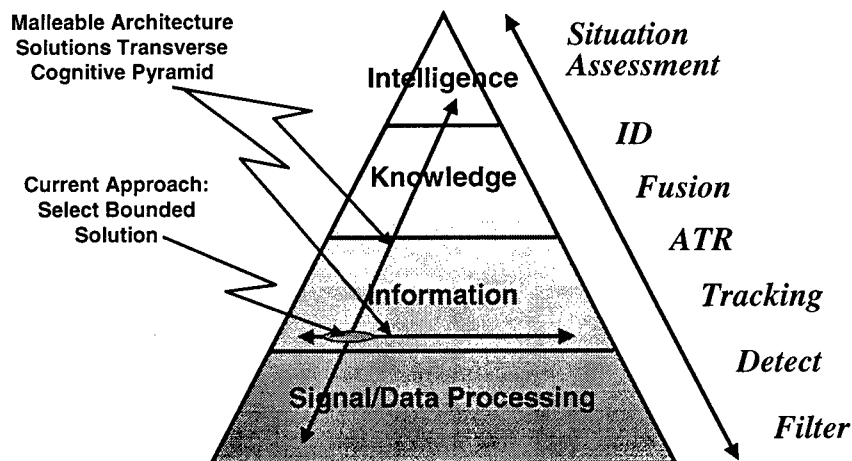 Malleable Architecture
Solutions Transverse
Cognitive Pyramid
Current Approach:
Select Bounded
Solution
Intelligence
Knowledge
Information
Signal/Data Processing
Situation
Assessment
ID
Fusion
ATR
Tracking
Detect
Filter